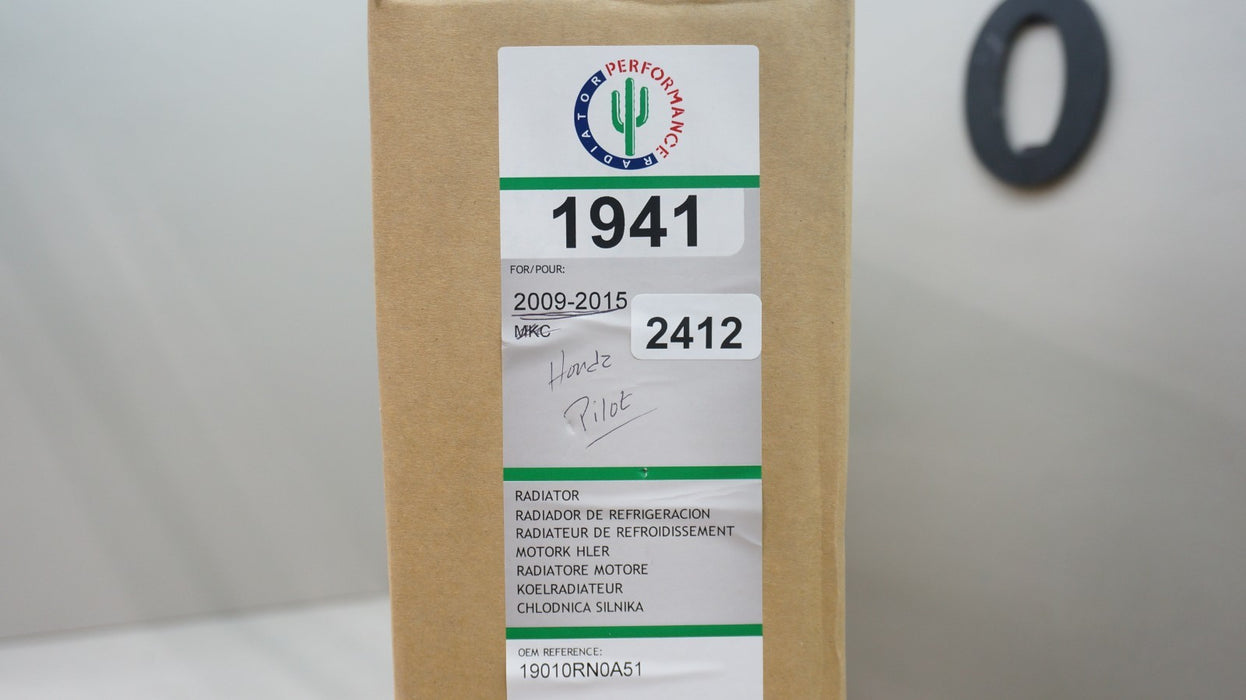 PERFORMANCE RADIATOR
0
1941
FOR/POUR:
2009-2015
MKC
2412
Honda
Pilot
RADIATOR
RADIADOR DE REFRIGERACION
RADIATEUR DE REFROIDISSEMENT
MOTORK HLER
RADIATORE MOTORE
KOELRADIATEUR
CHLODNICA SILNIKA
OEM REFERENCE:
19010RN0A51